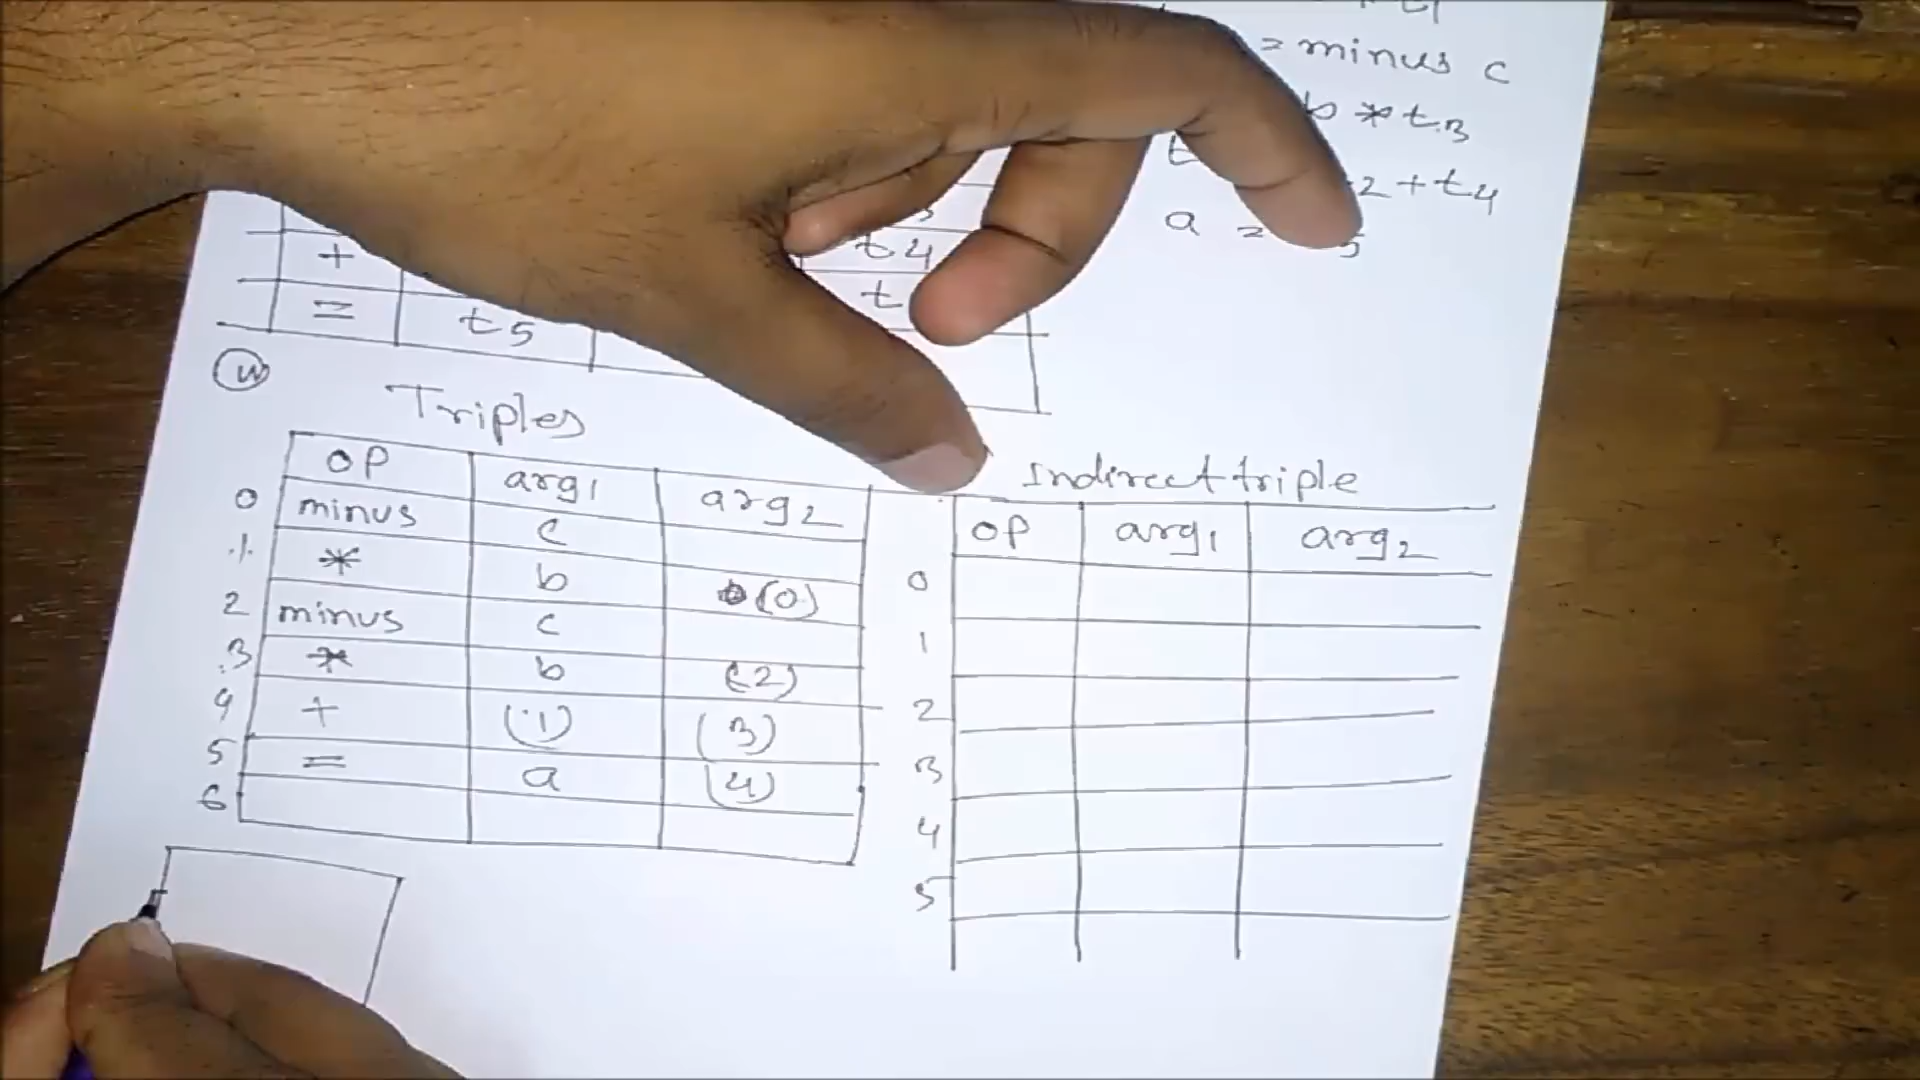 = minus c
b * t3
t
2 + t4
a = 5
t4
+
t
= t5
Triples
op arg1 arg2
0 minus c
1 * b (0)
2 minus c
3 * b (2)
4 + (1) (3)
5 = a (4)
6
Indirect triple
op arg1 arg2
0
1
2
3
4
5